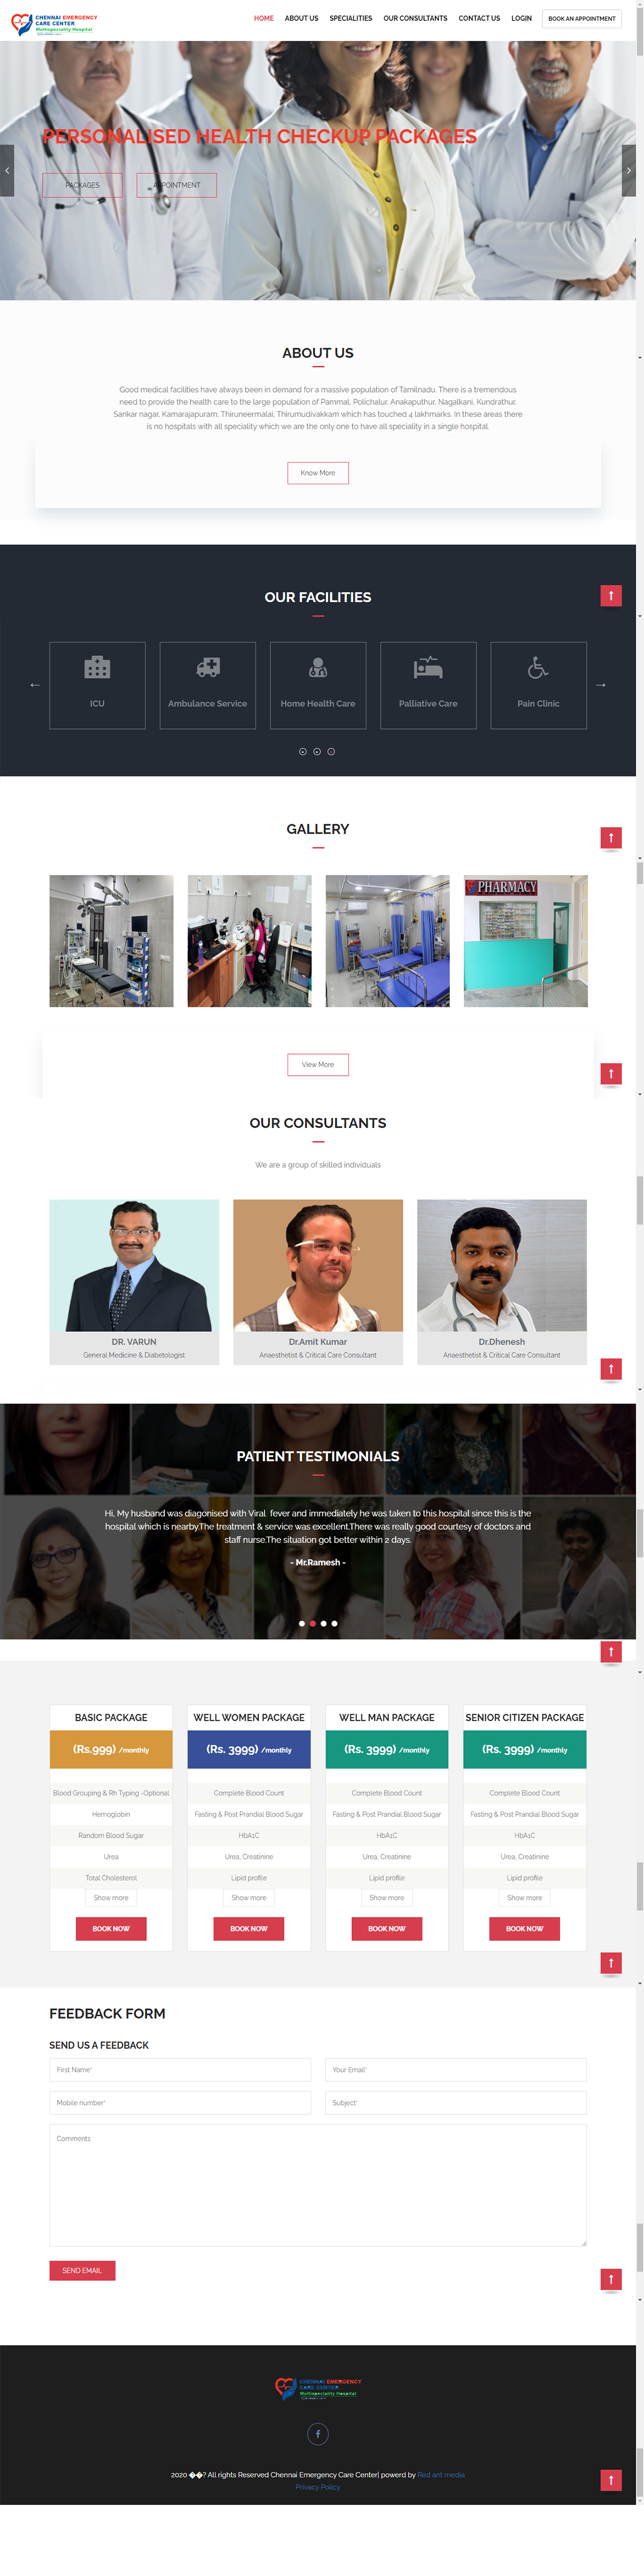 CHENNAI EMERGENCY
CARE CENTER
Multispeciality Hospital
HOME ABOUT US SPECIALITIES OUR CONSULTANTS CONTACT US LOGIN BOOK AN APPOINTMENT
PERSONALISED HEALTH CHECKUP PACKAGES
PACKAGES APPOINTMENT
ABOUT US
Good medical facilities have always been in demand for a massive population of Tamilnadu. There is a tremendous
need to provide the health care to the large population of Pammal, Polichalur, Anakaputhur, Nagalkani, Kundrathur,
Sankar nagar, Kamarajapuram, Thiruneermalai, Thirumudivakkam which has touched 4 lakhmarks. In these areas there
is no hospitals with all speciality which we are the only one to have all speciality in a single hospital.
Know More
OUR FACILITIES
ICU Ambulance Service Home Health Care Palliative Care Pain Clinic
GALLERY
PHARMACY
View More
OUR CONSULTANTS
We are a group of skilled individuals
DR. VARUN Dr.Amit Kumar Dr.Dhenesh
General Medicine & Diabetologist Anaesthetist & Critical Care Consultant Anaesthetist & Critical Care Consultant
PATIENT TESTIMONIALS
Hi, My husband was diagonised with Viral fever and immediately he was taken to this hospital since this is the
hospital which is nearby.The treatment & service was excellent.There was really good courtesy of doctors and
staff nurse.The situation got better within 2 days.
- Mr.Ramesh -
BASIC PACKAGE WELL WOMEN PACKAGE WELL MAN PACKAGE SENIOR CITIZEN PACKAGE
(Rs.999) /monthly (Rs. 3999) /monthly (Rs. 3999) /monthly (Rs. 3999) /monthly
Blood Grouping & Rh Typing -Optional Complete Blood Count Complete Blood Count Complete Blood Count
Hemoglobin Fasting & Post Prandial Blood Sugar Fasting & Post Prandial Blood Sugar Fasting & Post Prandial Blood Sugar
Random Blood Sugar HbA1C HbA1C HbA1C
Urea Urea, Creatinine Urea, Creatinine Urea, Creatinine
Total Cholesterol Lipid profile Lipid profile Lipid profile
Show more Show more Show more Show more
BOOK NOW BOOK NOW BOOK NOW BOOK NOW
FEEDBACK FORM
SEND US A FEEDBACK
First Name* Your Email*
Mobile number* Subject*
Comments
SEND EMAIL
CHENNAI EMERGENCY
CARE CENTER
Multispeciality Hospital
2020 ��? All rights Reserved Chennai Emergency Care Center| powerd by Red ant media
Privacy Policy